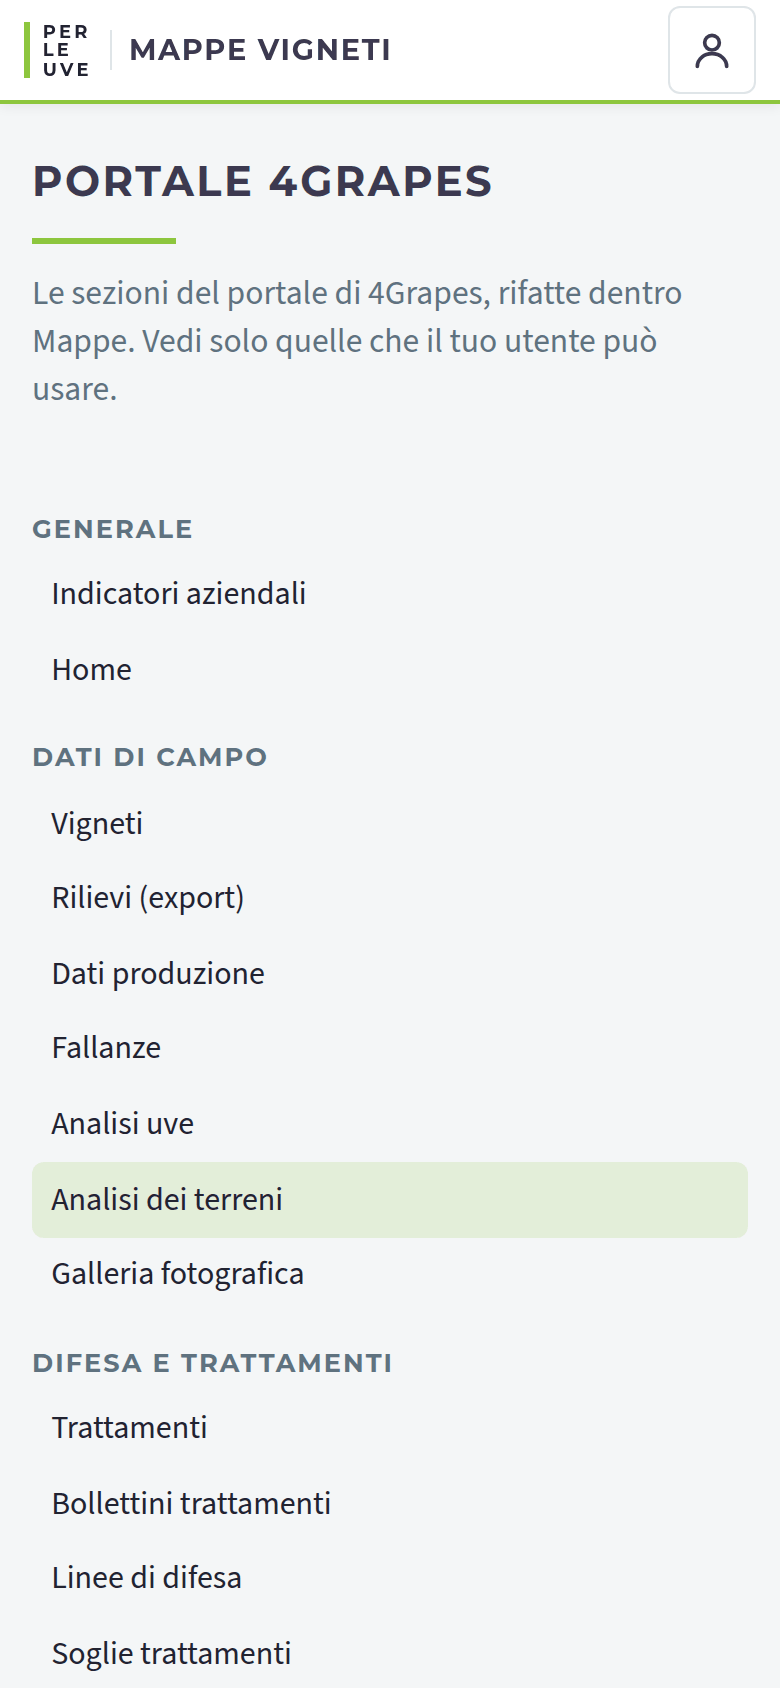 PER
LE
UVE
MAPPE VIGNETI
PORTALE 4GRAPES
Le sezioni del portale di 4Grapes, rifatte dentro
Mappe. Vedi solo quelle che il tuo utente può
usare.
GENERALE
Indicatori aziendali
Home
DATI DI CAMPO
Vigneti
Rilievi (export)
Dati produzione
Fallanze
Analisi uve
Analisi dei terreni
Galleria fotografica
DIFESA E TRATTAMENTI
Trattamenti
Bollettini trattamenti
Linee di difesa
Soglie trattamenti